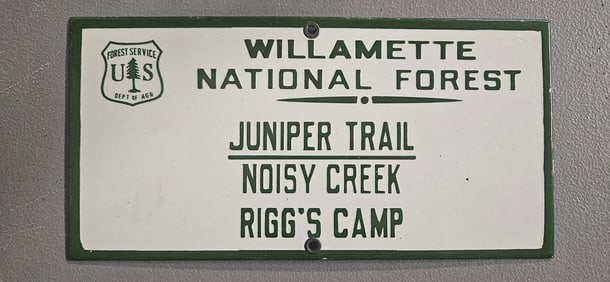 FOREST SERVICE
U S
DEPT OF AGR
WILLAMETTE
NATIONAL FOREST
JUNIPER TRAIL
NOISY CREEK
RIGG'S CAMP